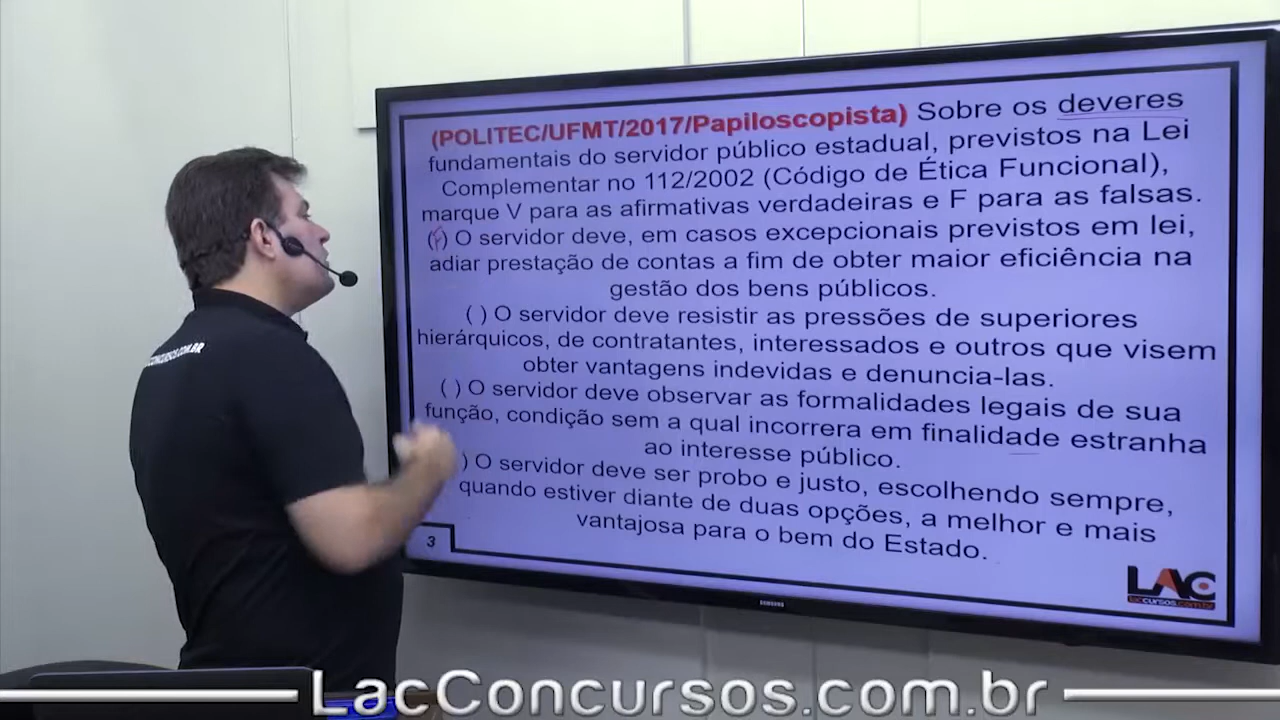 (POLITEC/UFMT/2017/Papiloscopista) Sobre os deveres
fundamentais do servidor público estadual, previstos na Lei
Complementar no 112/2002 (Código de Ética Funcional),
marque V para as afirmativas verdadeiras e F para as falsas.
(F) O servidor deve, em casos excepcionais previstos em lei,
adiar prestação de contas a fim de obter maior eficiência na
gestão dos bens públicos.
( ) O servidor deve resistir as pressões de superiores
hierárquicos, de contratantes, interessados e outros que visem
obter vantagens indevidas e denuncia-las.
( ) O servidor deve observar as formalidades legais de sua
função, condição sem a qual incorrera em finalidade estranha
ao interesse público.
) O servidor deve ser probo e justo, escolhendo sempre,
quando estiver diante de duas opções, a melhor e mais
vantajosa para o bem do Estado.
3
LAC
laccursos.com.br
SAMSUNG
CONCURSOS.COM.BR
LacConcursos.com.br